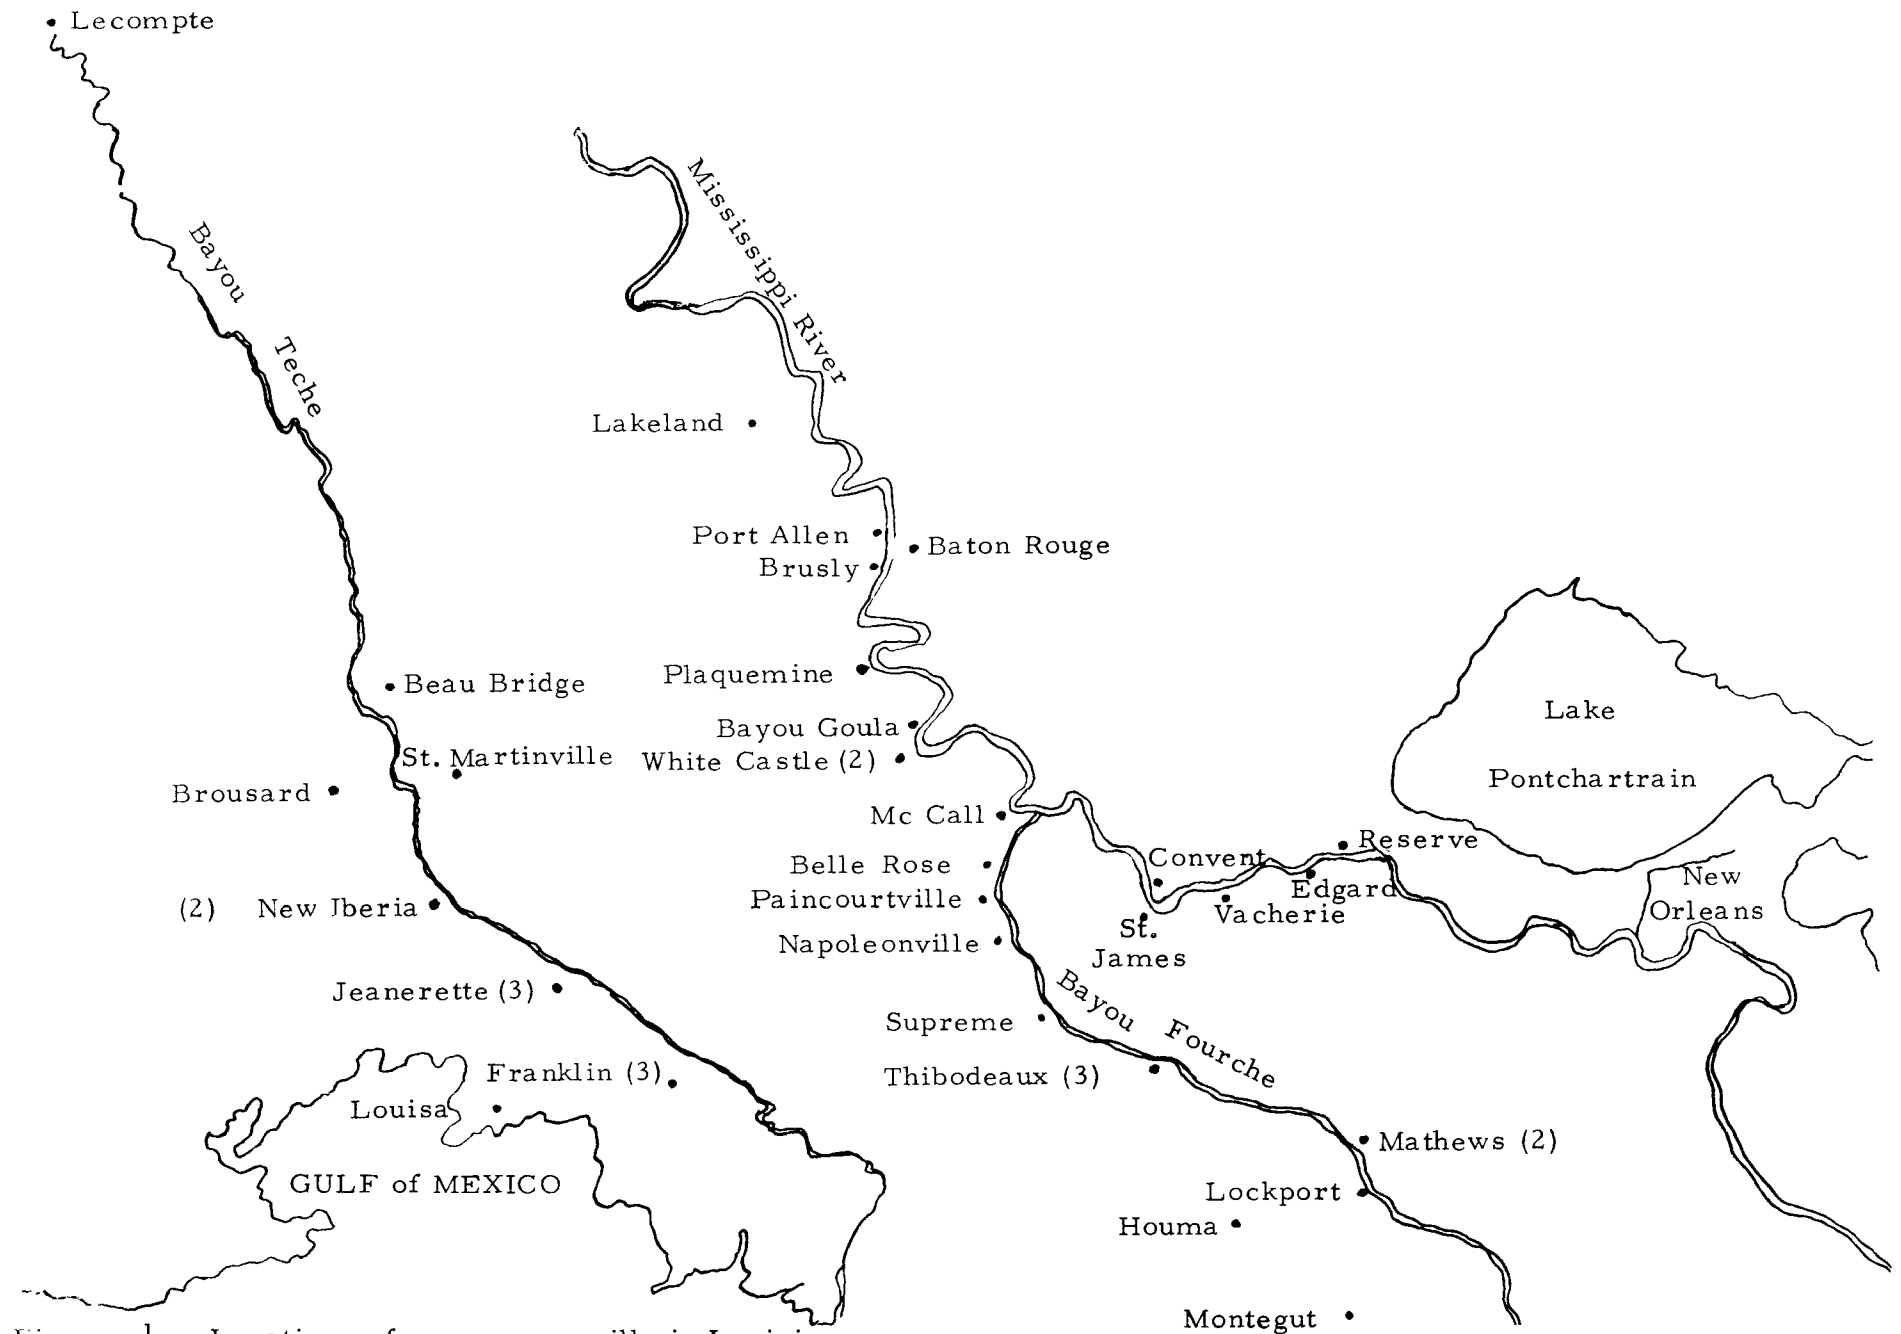 Lecompte
Bayou Teche
Mississippi River
Lakeland
Port Allen
Baton Rouge
Brusly
Plaquemine
Beau Bridge
Bayou Goula
St. Martinville
White Castle (2)
Brousard
Lake
Pontchartrain
Mc Call
Reserve
Convent
Belle Rose
Edgard
New
Orleans
Paincourtville
Vacherie
(2) New Iberia
St.
James
Napoleonville
Jeanerette (3)
Bayou Fourche
Supreme
Franklin (3)
Thibodeaux (3)
Louisa
Mathews (2)
GULF of MEXICO
Lockport
Houma
Montegut